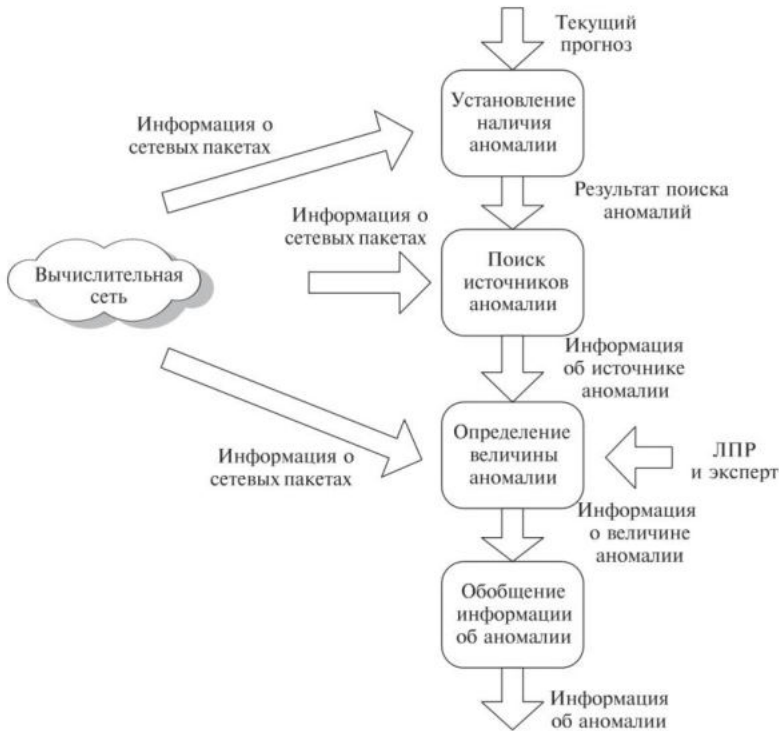 Текущий
прогноз
Установление
наличия
аномалии
Информация о
сетевых пакетах
Результат поиска
аномалий
Информация о
сетевых пакетах
Поиск
источников
аномалии
Вычислительная
сеть
Информация
об источнике
аномалии
Определение
величины
аномалии
ЛПР
и эксперт
Информация о
сетевых пакетах
Информация
о величине
аномалии
Обобщение
информации
об аномалии
Информация
об аномалии